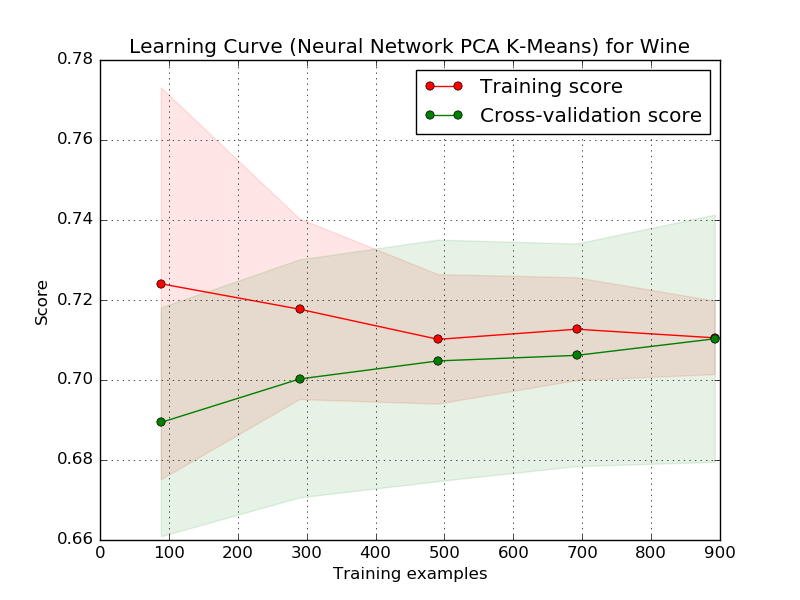 Learning Curve (Neural Network PCA K-Means) for Wine
0.78
0.76
0.74
0.72
0.70
0.68
0.66
Score
Training score
Cross-validation score
0 100 200 300 400 500 600 700 800 900
Training examples